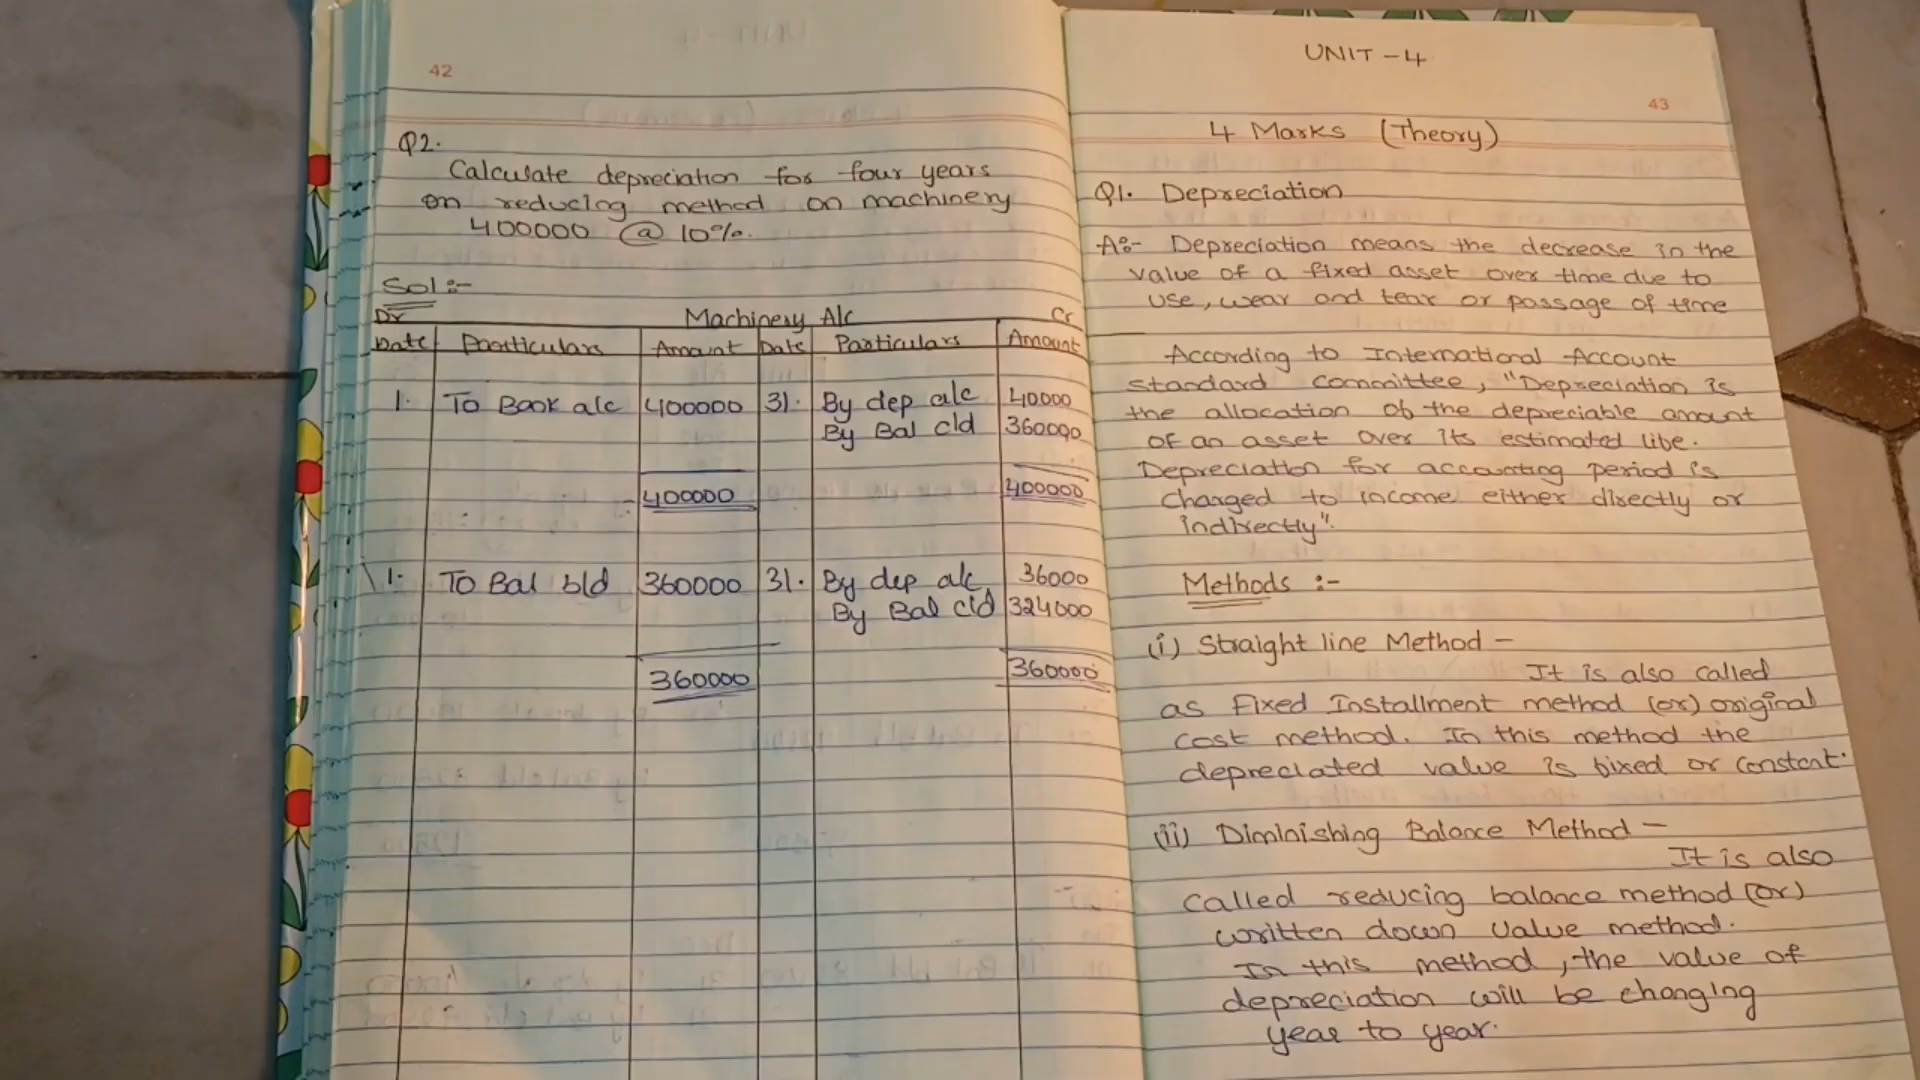 42
Q2.
Calculate depreciation for four years
on reducing method on machinery
400000 @ 10%.
Sol :-
Dr Machinery A/c Cr
Date Particulars Amount Date Particulars Amount
1. To Bank a/c 400000 31. By dep a/c 40000
By Bal c/d 360000
400000 400000
1. To Bal b/d 360000 31. By dep a/c 36000
By Bal c/d 324000
360000 360000
UNIT - 4
43
4 Marks (Theory)
Q1. Depreciation
A:- Depreciation means the decrease in the
value of a fixed asset over time due to
use, wear and tear or passage of time
According to International Account
standard committee, "Depreciation is
the allocation of the depreciable amount
of an asset over its estimated life.
Depreciation for accounting period is
charged to income either directly or
indirectly".
Methods :-
(i) Straight line Method -
It is also called
as Fixed Installment method (or) original
cost method. In this method the
depreciated value is fixed or constant.
(ii) Diminishing Balance Method -
It is also
called reducing balance method (or)
written down value method.
In this method, the value of
depreciation will be changing
year to year.